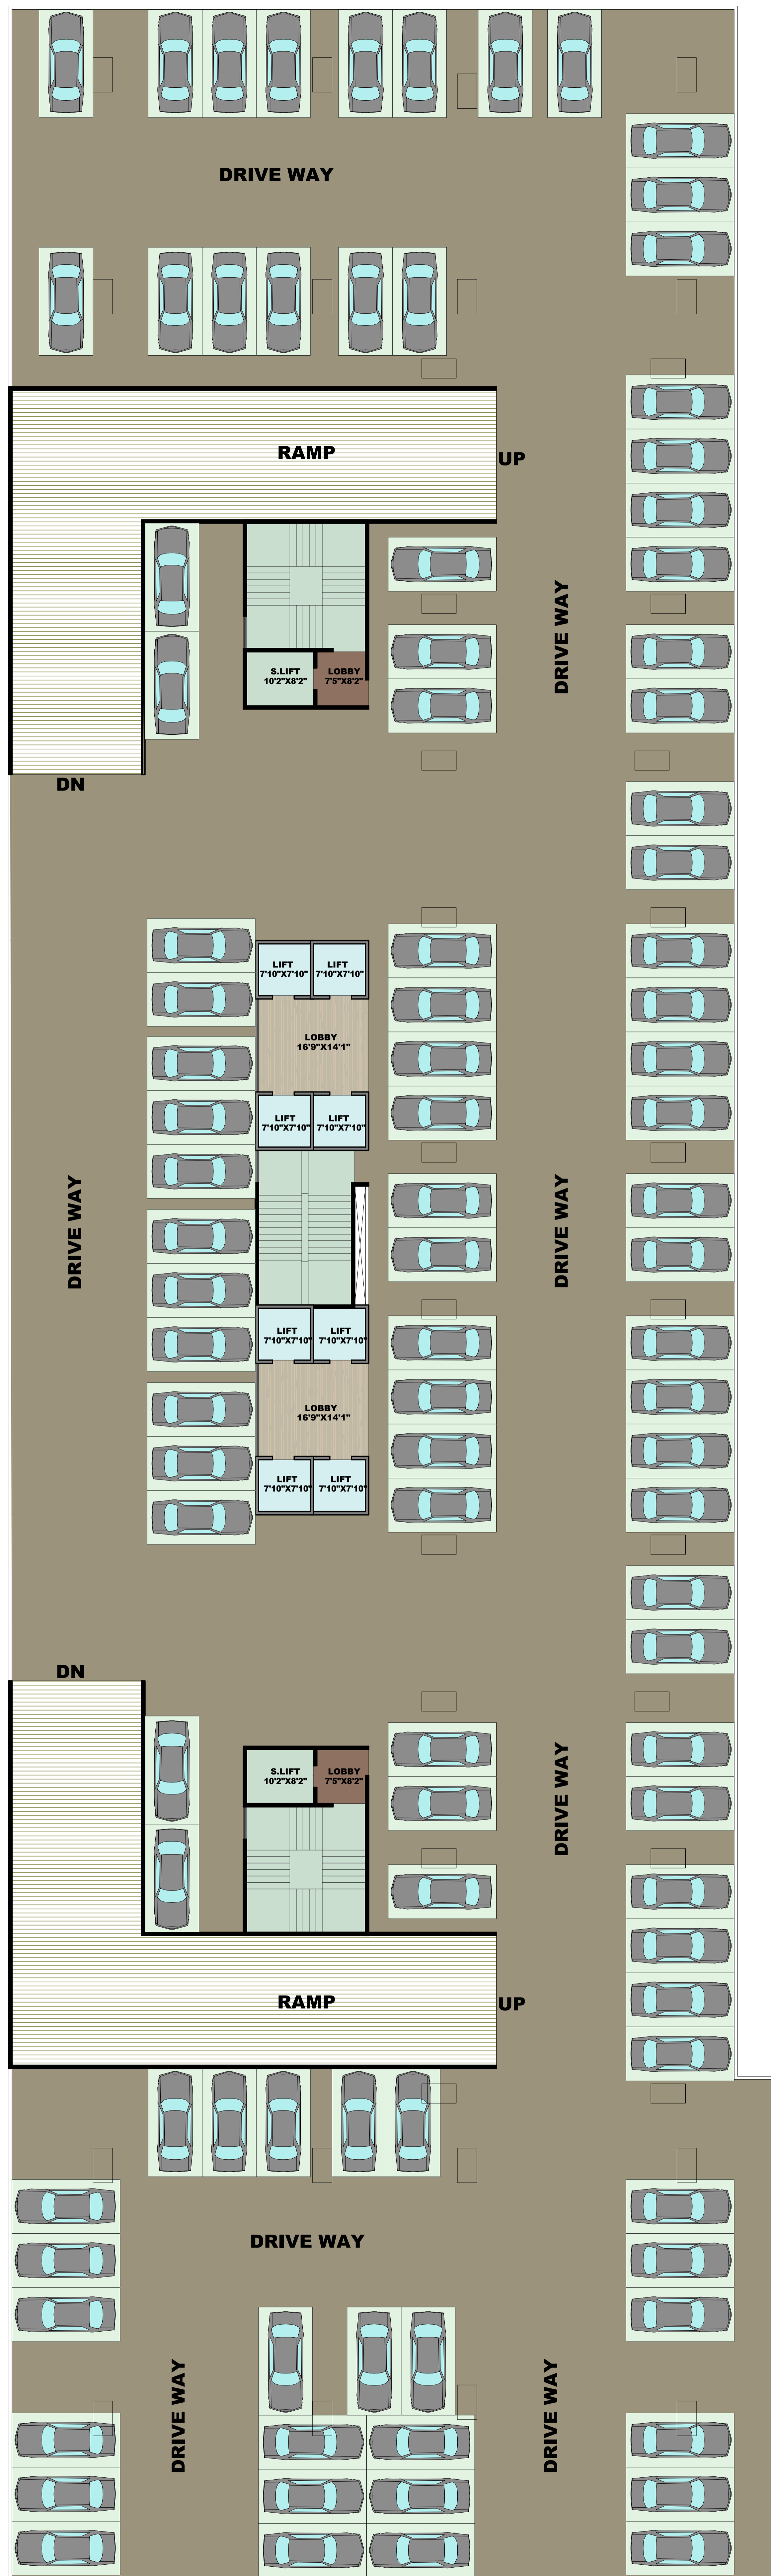 DRIVE WAY
RAMP
UP
DRIVE WAY
S.LIFT
10'2"X8'2"
LOBBY
7'5"X8'2"
DN
LIFT
7'10"X7'10"
LIFT
7'10"X7'10"
LOBBY
16'9"X14'1"
LIFT
7'10"X7'10"
LIFT
7'10"X7'10"
DRIVE WAY
DRIVE WAY
LIFT
7'10"X7'10"
LIFT
7'10"X7'10"
LOBBY
16'9"X14'1"
LIFT
7'10"X7'10"
LIFT
7'10"X7'10"
DN
S.LIFT
10'2"X8'2"
LOBBY
7'5"X8'2"
DRIVE WAY
RAMP
UP
DRIVE WAY
DRIVE WAY
DRIVE WAY